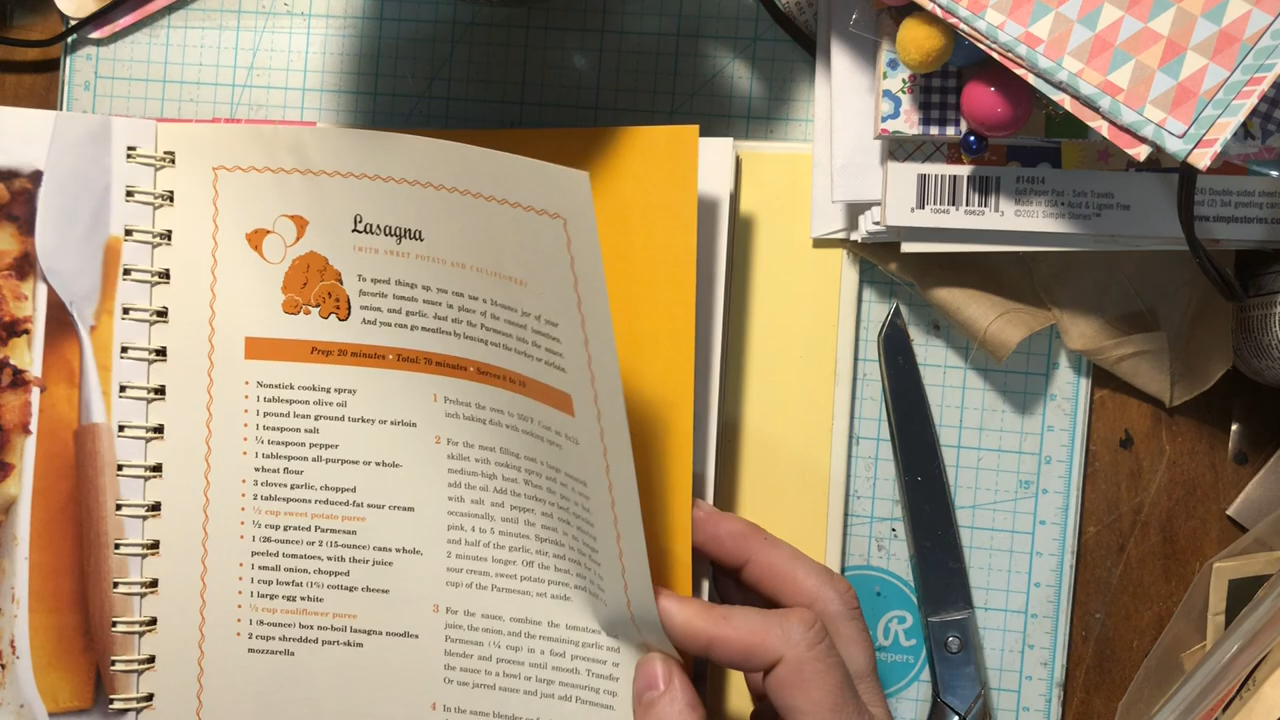 Lasagna
(WITH SWEET POTATO AND CAULIFLOWER)
To speed things up, you can use a 24-ounce jar of your
favorite tomato sauce in place of the canned tomatoes,
onion, and garlic. Just stir the Parmesan into the sauce.
And you can go meatless by leaving out the turkey or sirloin.
Prep: 20 minutes • Total: 70 minutes • Serves 8 to 10
• Nonstick cooking spray
• 1 tablespoon olive oil
• 1 pound lean ground turkey or sirloin
• 1 teaspoon salt
• ¼ teaspoon pepper
• 1 tablespoon all-purpose or whole-
wheat flour
• 3 cloves garlic, chopped
• 2 tablespoons reduced-fat sour cream
• ½ cup sweet potato puree
• ½ cup grated Parmesan
• 1 (26-ounce) or 2 (15-ounce) cans whole,
peeled tomatoes, with their juice
• 1 small onion, chopped
• 1 cup lowfat (1%) cottage cheese
• 1 large egg white
• ½ cup cauliflower puree
• 1 (8-ounce) box no-boil lasagna noodles
• 2 cups shredded part-skim
mozzarella
1 Preheat the oven to 350°F. Coat an
inch baking dish with cooking spray.
2 For the meat filling, coat a large nonstick
skillet with cooking spray and set it over
medium-high heat. When the pan is hot,
add the oil. Add the turkey or beef, sprinkle
with salt and pepper, and cook, stirring
occasionally, until the meat is no longer
pink, 4 to 5 minutes. Sprinkle in the flour
and half of the garlic, stir, and cook for 1 to
2 minutes longer. Off the heat, stir in the
sour cream, sweet potato puree, and half
cup) of the Parmesan; set aside.
3 For the sauce, combine the tomatoes and
juice, the onion, and the remaining garlic and
Parmesan (¼ cup) in a food processor or
blender and process until smooth. Transfer
the sauce to a bowl or large measuring cup.
Or use jarred sauce and just add Parmesan.
4 In the same blender or
#14814
6x8 Paper Pad - Safe Travels
Made in USA • Acid & Lignin Free
©2021 Simple Stories™
8 10046 69629 3
24) Double-sided
and (2) 3x4 greeting
www.simplestories
R
eepers
15